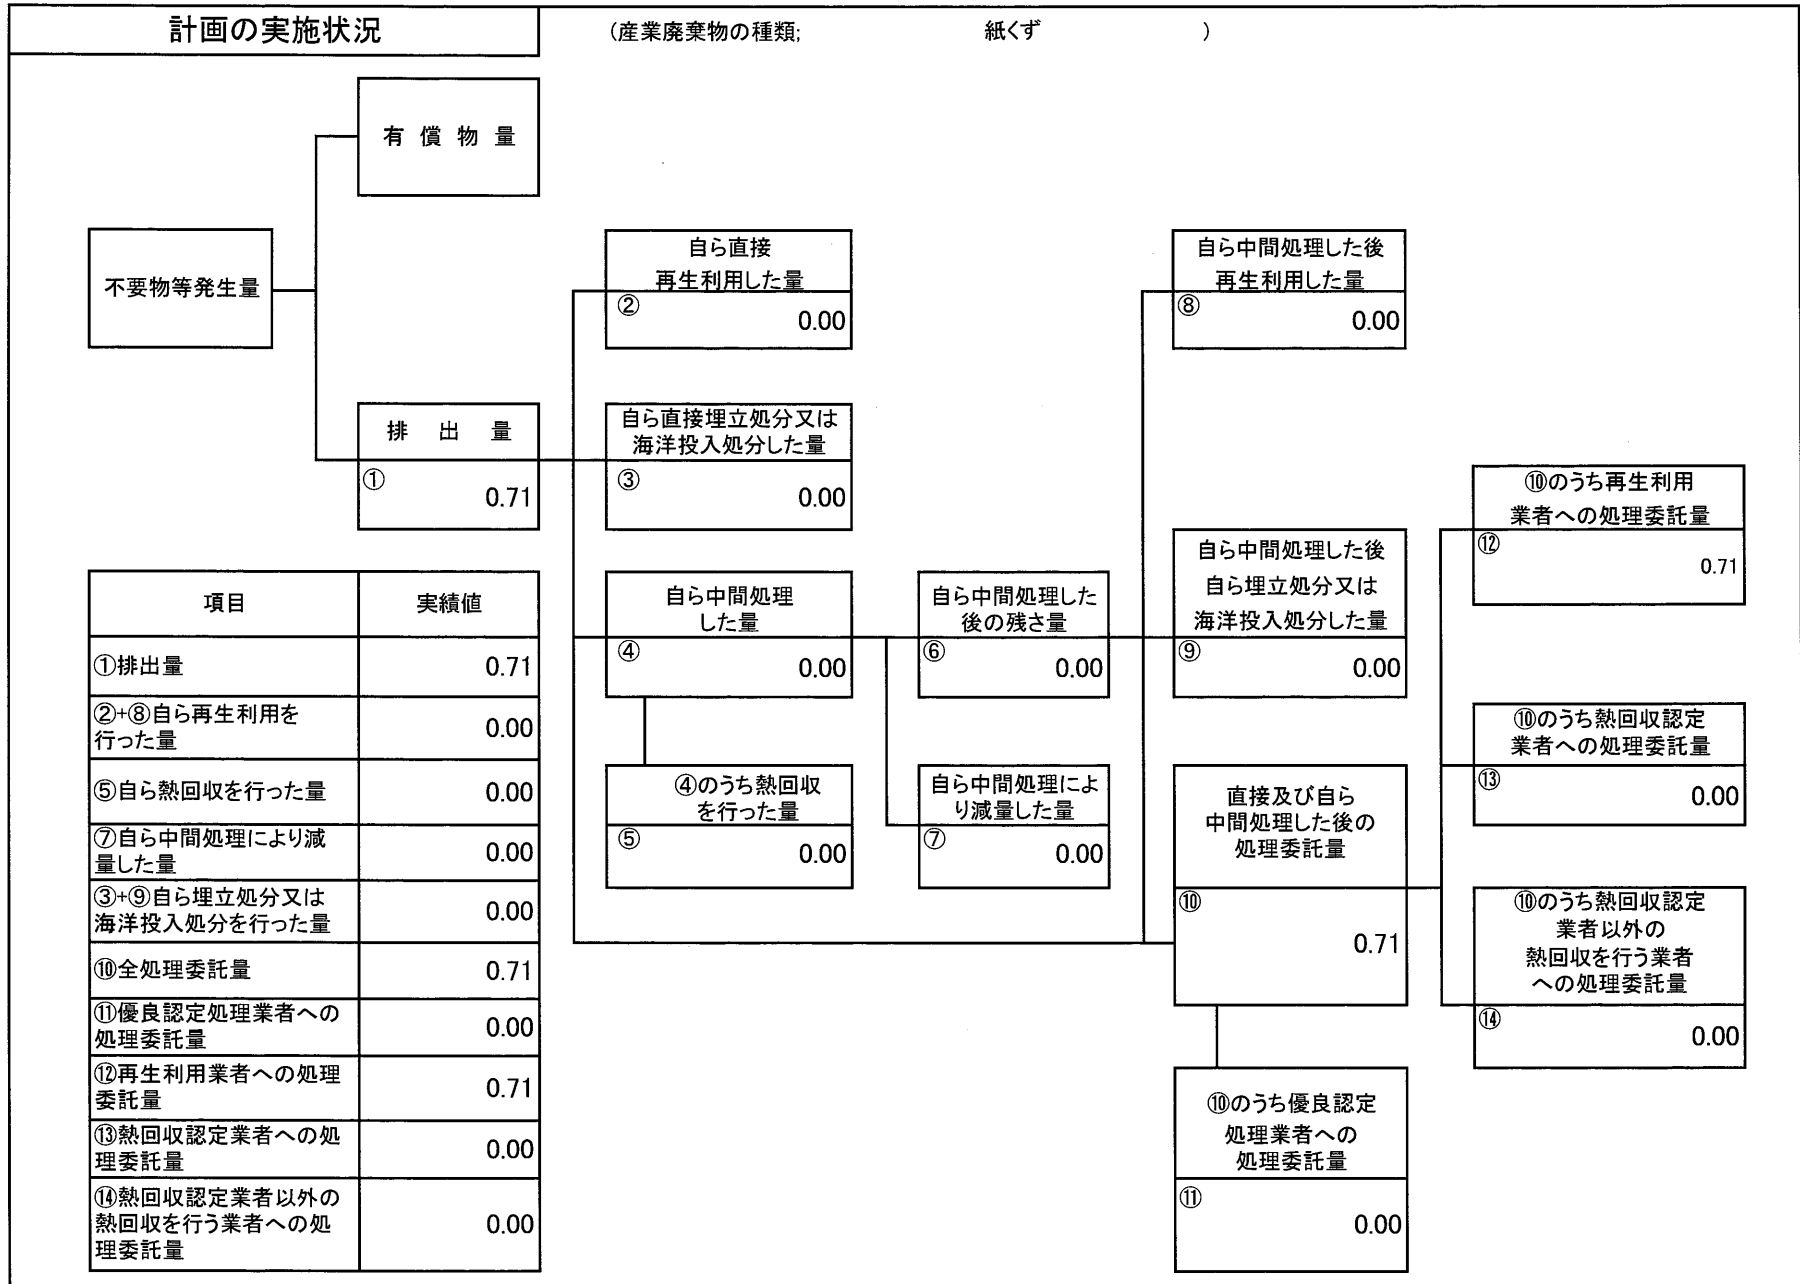 計画の実施状況
(産業廃棄物の種類; 紙くず )
有 償 物 量
不要物等発生量
自ら直接
再生利用した量
②
0.00
自ら中間処理した後
再生利用した量
⑧
0.00
排 出 量
①
0.71
自ら直接埋立処分又は
海洋投入処分した量
③
0.00
⑩のうち再生利用
業者への処理委託量
⑫
0.71
自ら中間処理
した量
④
0.00
自ら中間処理した
後の残さ量
⑥
0.00
自ら中間処理した後
自ら埋立処分又は
海洋投入処分した量
⑨
0.00
⑩のうち熱回収認定
業者への処理委託量
⑬
0.00
④のうち熱回収
を行った量
⑤
0.00
自ら中間処理によ
り減量した量
⑦
0.00
直接及び自ら
中間処理した後の
処理委託量
⑩
0.71
⑩のうち熱回収認定
業者以外の
熱回収を行う業者
への処理委託量
⑭
0.00
⑩のうち優良認定
処理業者への
処理委託量
⑪
0.00
項目 実績値
①排出量 0.71
②+⑧自ら再生利用を
行った量 0.00
⑤自ら熱回収を行った量 0.00
⑦自ら中間処理により減
量した量 0.00
③+⑨自ら埋立処分又は
海洋投入処分を行った量 0.00
⑩全処理委託量 0.71
⑪優良認定処理業者への
処理委託量 0.00
⑫再生利用業者への処理
委託量 0.71
⑬熱回収認定業者への処
理委託量 0.00
⑭熱回収認定業者以外の
熱回収を行う業者への処
理委託量 0.00